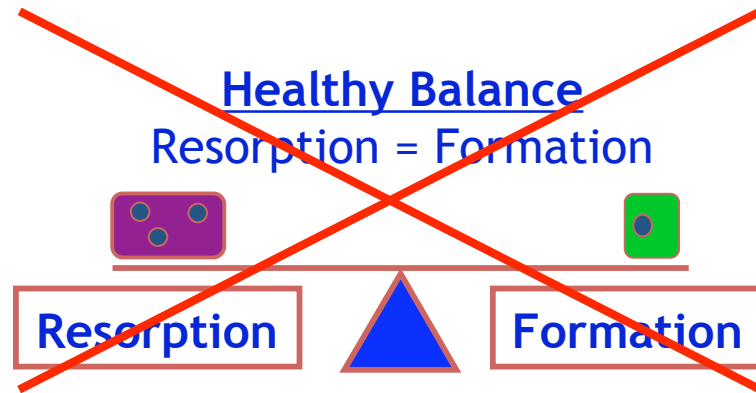 Healthy Balance
Resorption = Formation
Resorption
Formation